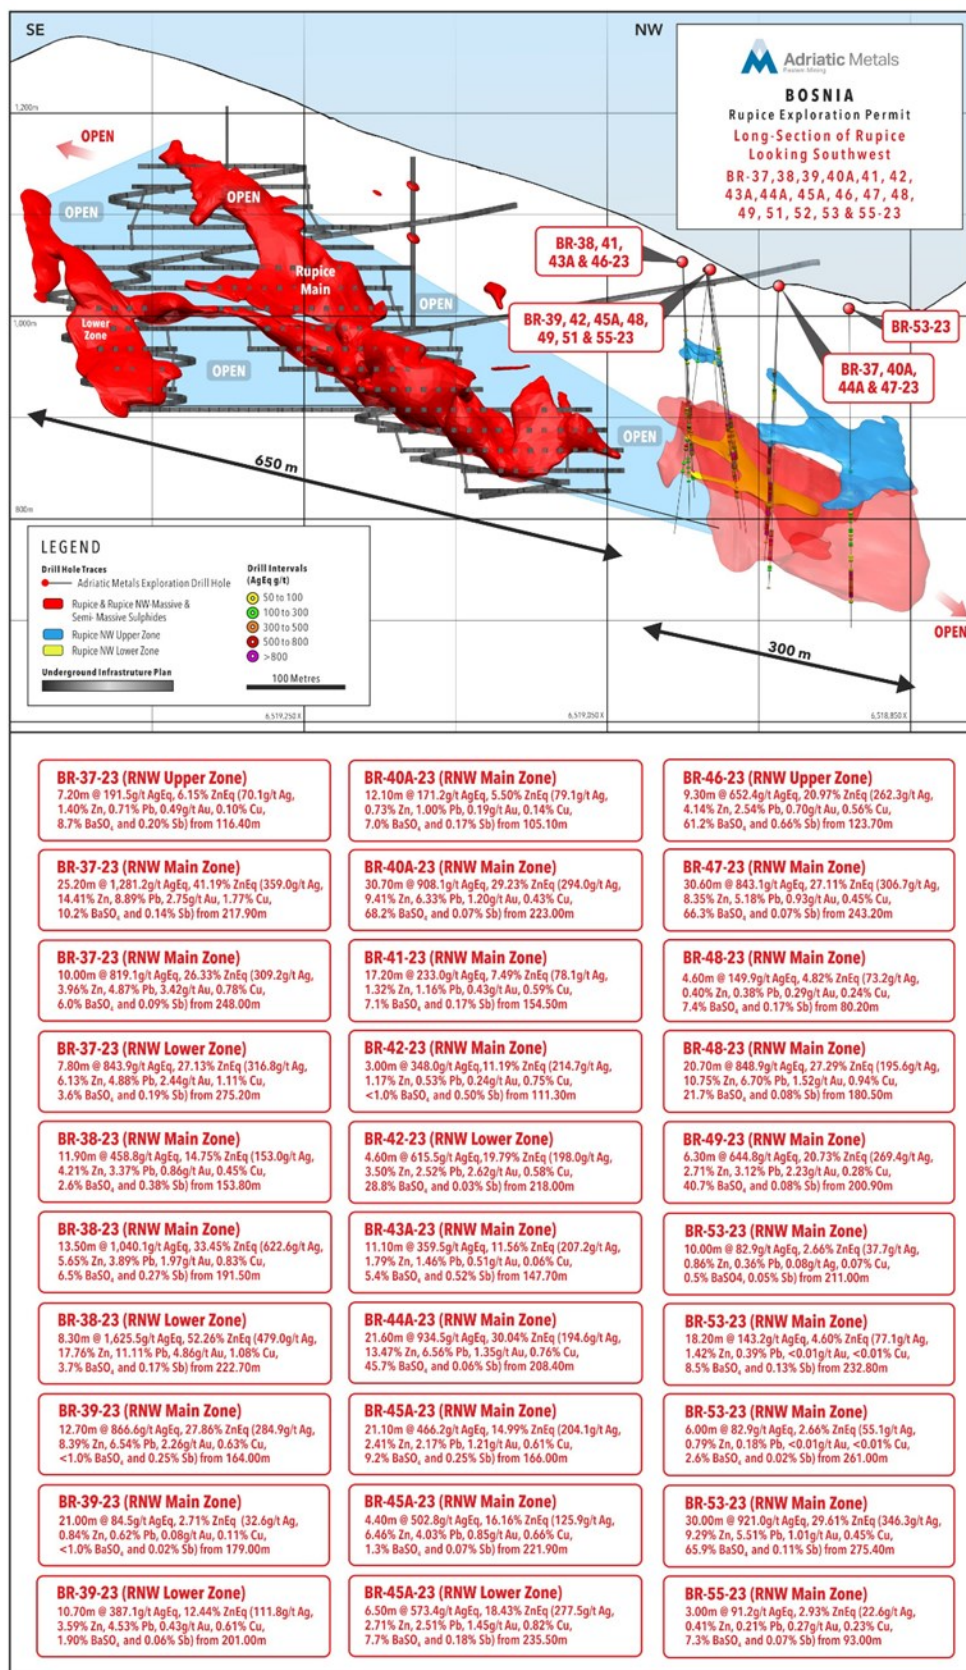 SE
NW
Adriatic Metals
BOSNIA
Rupice Exploration Permit
Long-Section of Rupice
Looking Southwest
BR-37,38,39,40A,41, 42,
43A,44A, 45A, 46, 47, 48,
49, 51, 52, 53 & 55-23
1,200m
OPEN
OPEN
OPEN
Rupice
Main
BR-38, 41,
43A & 46-23
OPEN
1,000m
Lower
Zone
BR-39, 42, 45A, 48,
49, 51 & 55-23
BR-53-23
OPEN
BR-37, 40A,
44A & 47-23
OPEN
650 m
800m
LEGEND
Drill Hole Traces
Adriatic Metals Exploration Drill Hole
Rupice & Rupice NW-Massive &
Semi- Massive Sulphides
Rupice NW Upper Zone
Rupice NW Lower Zone
Underground Infrastruture Plan
Drill Intervals
(AgEq g/t)
50 to 100
100 to 300
300 to 500
500 to 800
>800
100 Metres
OPEN
300 m
6,519,250 X
6,519,050 X
6,518,850 X
BR-37-23 (RNW Upper Zone)
7.20m @ 191.5g/t AgEq, 6.15% ZnEq (70.1g/t Ag,
1.40% Zn, 0.71% Pb, 0.49g/t Au, 0.10% Cu,
8.7% BaSO₄ and 0.20% Sb) from 116.40m
BR-37-23 (RNW Main Zone)
25.20m @ 1,281.2g/t AgEq, 41.19% ZnEq (359.0g/t Ag,
14.41% Zn, 8.89% Pb, 2.75g/t Au, 1.77% Cu,
10.2% BaSO₄ and 0.14% Sb) from 217.90m
BR-37-23 (RNW Main Zone)
10.00m @ 819.1g/t AgEq, 26.33% ZnEq (309.2g/t Ag,
3.96% Zn, 4.87% Pb, 3.42g/t Au, 0.78% Cu,
6.0% BaSO₄ and 0.09% Sb) from 248.00m
BR-37-23 (RNW Lower Zone)
7.80m @ 843.9g/t AgEq, 27.13% ZnEq (316.8g/t Ag,
6.13% Zn, 4.88% Pb, 2.44g/t Au, 1.11% Cu,
3.6% BaSO₄ and 0.19% Sb) from 275.20m
BR-38-23 (RNW Main Zone)
11.90m @ 458.8g/t AgEq, 14.75% ZnEq (153.0g/t Ag,
4.21% Zn, 3.37% Pb, 0.86g/t Au, 0.45% Cu,
2.6% BaSO₄ and 0.38% Sb) from 153.80m
BR-38-23 (RNW Main Zone)
13.50m @ 1,040.1g/t AgEq, 33.45% ZnEq (622.6g/t Ag,
5.65% Zn, 3.89% Pb, 1.97g/t Au, 0.83% Cu,
6.5% BaSO₄ and 0.27% Sb) from 191.50m
BR-38-23 (RNW Lower Zone)
8.30m @ 1,625.5g/t AgEq, 52.26% ZnEq (479.0g/t Ag,
17.76% Zn, 11.11% Pb, 4.86g/t Au, 1.08% Cu,
3.7% BaSO₄ and 0.17% Sb) from 222.70m
BR-39-23 (RNW Main Zone)
12.70m @ 866.6g/t AgEq, 27.86% ZnEq (284.9g/t Ag,
8.39% Zn, 6.54% Pb, 2.26g/t Au, 0.63% Cu,
<1.0% BaSO₄ and 0.25% Sb) from 164.00m
BR-39-23 (RNW Main Zone)
21.00m @ 84.5g/t AgEq, 2.71% ZnEq (32.6g/t Ag,
0.84% Zn, 0.62% Pb, 0.08g/t Au, 0.11% Cu,
<1.0% BaSO₄ and 0.02% Sb) from 179.00m
BR-39-23 (RNW Lower Zone)
10.70m @ 387.1g/t AgEq, 12.44% ZnEq (111.8g/t Ag,
3.59% Zn, 4.53% Pb, 0.43g/t Au, 0.61% Cu,
1.90% BaSO₄ and 0.06% Sb) from 201.00m
BR-40A-23 (RNW Main Zone)
12.10m @ 171.2g/t AgEq, 5.50% ZnEq (79.1g/t Ag,
0.73% Zn, 1.00% Pb, 0.19g/t Au, 0.14% Cu,
7.0% BaSO₄ and 0.17% Sb) from 105.10m
BR-40A-23 (RNW Main Zone)
30.70m @ 908.1g/t AgEq, 29.23% ZnEq (294.0g/t Ag,
9.41% Zn, 6.33% Pb, 1.20g/t Au, 0.43% Cu,
68.2% BaSO₄ and 0.07% Sb) from 223.00m
BR-41-23 (RNW Main Zone)
17.20m @ 233.0g/t AgEq, 7.49% ZnEq (78.1g/t Ag,
1.32% Zn, 1.16% Pb, 0.43g/t Au, 0.59% Cu,
7.1% BaSO₄ and 0.17% Sb) from 154.50m
BR-42-23 (RNW Main Zone)
3.00m @ 348.0g/t AgEq,11.19% ZnEq (214.7g/t Ag,
1.17% Zn, 0.53% Pb, 0.24g/t Au, 0.75% Cu,
<1.0% BaSO₄ and 0.50% Sb) from 111.30m
BR-42-23 (RNW Lower Zone)
4.60m @ 615.5g/t AgEq,19.79% ZnEq (198.0g/t Ag,
3.50% Zn, 2.52% Pb, 2.62g/t Au, 0.58% Cu,
28.8% BaSO₄ and 0.03% Sb) from 218.00m
BR-43A-23 (RNW Main Zone)
11.10m @ 359.5g/t AgEq, 11.56% ZnEq (207.2g/t Ag,
1.79% Zn, 1.46% Pb, 0.51g/t Au, 0.06% Cu,
5.4% BaSO₄ and 0.52% Sb) from 147.70m
BR-44A-23 (RNW Main Zone)
21.60m @ 934.5g/t AgEq, 30.04% ZnEq (194.6g/t Ag,
13.47% Zn, 6.56% Pb, 1.35g/t Au, 0.76% Cu,
45.7% BaSO₄ and 0.06% Sb) from 208.40m
BR-45A-23 (RNW Main Zone)
21.10m @ 466.2g/t AgEq, 14.99% ZnEq (204.1g/t Ag,
2.41% Zn, 2.17% Pb, 1.21g/t Au, 0.61% Cu,
9.2% BaSO₄ and 0.25% Sb) from 166.00m
BR-45A-23 (RNW Main Zone)
4.40m @ 502.8g/t AgEq, 16.16% ZnEq (125.9g/t Ag,
6.46% Zn, 4.03% Pb, 0.85g/t Au, 0.66% Cu,
1.3% BaSO₄ and 0.07% Sb) from 221.90m
BR-45A-23 (RNW Lower Zone)
6.50m @ 573.4g/t AgEq, 18.43% ZnEq (277.5g/t Ag,
2.71% Zn, 2.51% Pb, 1.45g/t Au, 0.82% Cu,
7.7% BaSO₄ and 0.18% Sb) from 235.50m
BR-46-23 (RNW Upper Zone)
9.30m @ 652.4g/t AgEq, 20.97% ZnEq (262.3g/t Ag,
4.14% Zn, 2.54% Pb, 0.70g/t Au, 0.56% Cu,
61.2% BaSO₄ and 0.66% Sb) from 123.70m
BR-47-23 (RNW Main Zone)
30.60m @ 843.1g/t AgEq, 27.11% ZnEq (306.7g/t Ag,
8.35% Zn, 5.18% Pb, 0.93g/t Au, 0.45% Cu,
66.3% BaSO₄ and 0.07% Sb) from 243.20m
BR-48-23 (RNW Main Zone)
4.60m @ 149.9g/t AgEq, 4.82% ZnEq (73.2g/t Ag,
0.40% Zn, 0.38% Pb, 0.29g/t Au, 0.24% Cu,
7.4% BaSO₄ and 0.17% Sb) from 80.20m
BR-48-23 (RNW Main Zone)
20.70m @ 848.9g/t AgEq, 27.29% ZnEq (195.6g/t Ag,
10.75% Zn, 6.70% Pb, 1.52g/t Au, 0.94% Cu,
21.7% BaSO₄ and 0.08% Sb) from 180.50m
BR-49-23 (RNW Main Zone)
6.30m @ 644.8g/t AgEq, 20.73% ZnEq (269.4g/t Ag,
2.71% Zn, 3.12% Pb, 2.23g/t Au, 0.28% Cu,
40.7% BaSO₄ and 0.08% Sb) from 200.90m
BR-53-23 (RNW Main Zone)
10.00m @ 82.9g/t AgEq, 2.66% ZnEq (37.7g/t Ag,
0.86% Zn, 0.36% Pb, 0.08g/t Ag, 0.07% Cu,
0.5% BaSO4, 0.05% Sb) from 211.00m
BR-53-23 (RNW Main Zone)
18.20m @ 143.2g/t AgEq, 4.60% ZnEq (77.1g/t Ag,
1.42% Zn, 0.39% Pb, <0.01g/t Au, <0.01% Cu,
8.5% BaSO₄ and 0.13% Sb) from 232.80m
BR-53-23 (RNW Main Zone)
6.00m @ 82.9g/t AgEq, 2.66% ZnEq (55.1g/t Ag,
0.79% Zn, 0.18% Pb, <0.01g/t Au, <0.01% Cu,
2.6% BaSO₄ and 0.02% Sb) from 261.00m
BR-53-23 (RNW Main Zone)
30.00m @ 921.0g/t AgEq, 29.61% ZnEq (346.3g/t Ag,
9.29% Zn, 5.51% Pb, 1.01g/t Au, 0.45% Cu,
65.9% BaSO₄ and 0.11% Sb) from 275.40m
BR-55-23 (RNW Main Zone)
3.00m @ 91.2g/t AgEq, 2.93% ZnEq (22.6g/t Ag,
0.41% Zn, 0.21% Pb, 0.27g/t Au, 0.23% Cu,
7.3% BaSO₄ and 0.07% Sb) from 93.00m